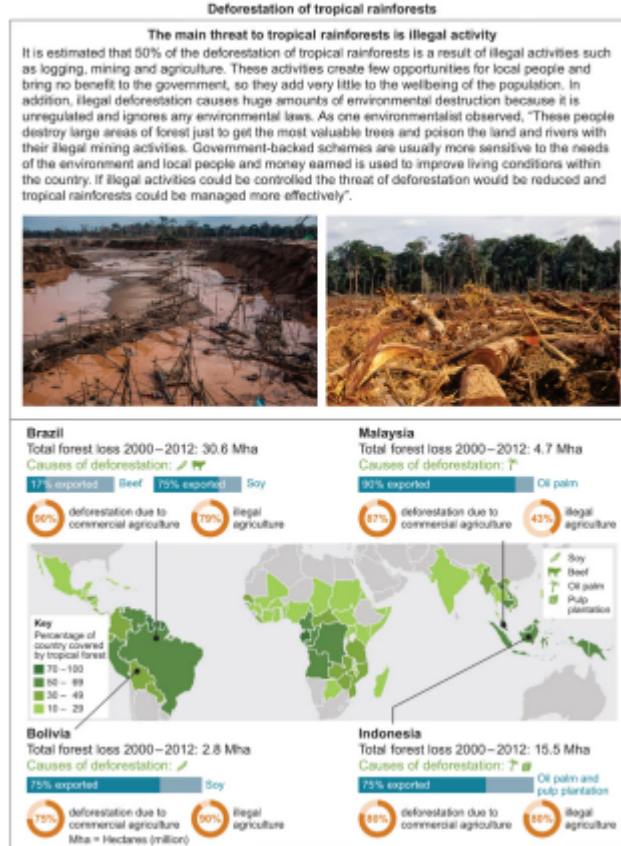 Deforestation of tropical rainforests
The main threat to tropical rainforests is illegal activity
It is estimated that 50% of the deforestation of tropical rainforests is a result of illegal activities such
as logging, mining and agriculture. These activities create few opportunities for local people and
bring no benefit to the government, so they add very little to the wellbeing of the population. In
addition, illegal deforestation causes huge amounts of environmental destruction because it is
unregulated and ignores any environmental laws. As one environmentalist observed, "These people
destroy large areas of forest just to get the most valuable trees and poison the land and rivers with
their illegal mining activities. Government-backed schemes are usually more sensitive to the needs
of the environment and local people and money earned is used to improve living conditions within
the country. If illegal activities could be controlled the threat of deforestation would be reduced and
tropical rainforests could be managed more effectively".
Brazil
Total forest loss 2000–2012: 30.6 Mha
Causes of deforestation:
17% exported Beef 75% exported Soy
90% deforestation due to commercial agriculture 79% illegal agriculture
Malaysia
Total forest loss 2000–2012: 4.7 Mha
Causes of deforestation:
90% exported Oil palm
87% deforestation due to commercial agriculture 43% illegal agriculture
Soy
Beef
Oil palm
Pulp
plantation
Key
Percentage of
country covered
by tropical forest
70–100
50–69
30–49
10–29
Bolivia
Total forest loss 2000–2012: 2.8 Mha
Causes of deforestation:
75% exported Soy
75% deforestation due to commercial agriculture 90% illegal agriculture
Mha = Hectares (million)
Indonesia
Total forest loss 2000–2012: 15.5 Mha
Causes of deforestation:
75% exported Oil palm and pulp plantation
80% deforestation due to commercial agriculture 80% illegal agriculture